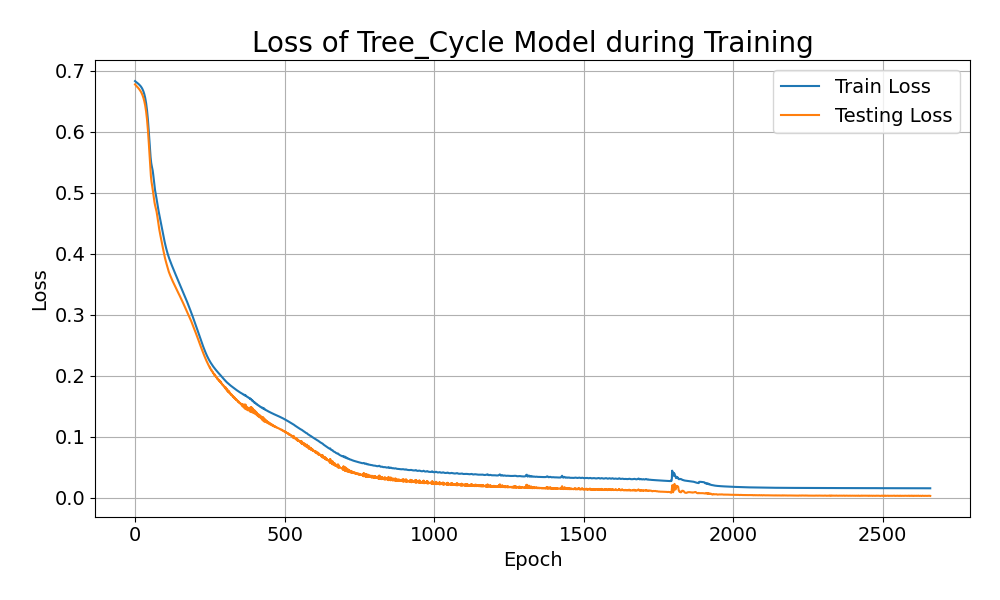 Loss of Tree_Cycle Model during Training
Train Loss
Testing Loss
0.7
0.6
0.5
0.4
0.3
0.2
0.1
0.0
Loss
0 500 1000 1500 2000 2500
Epoch